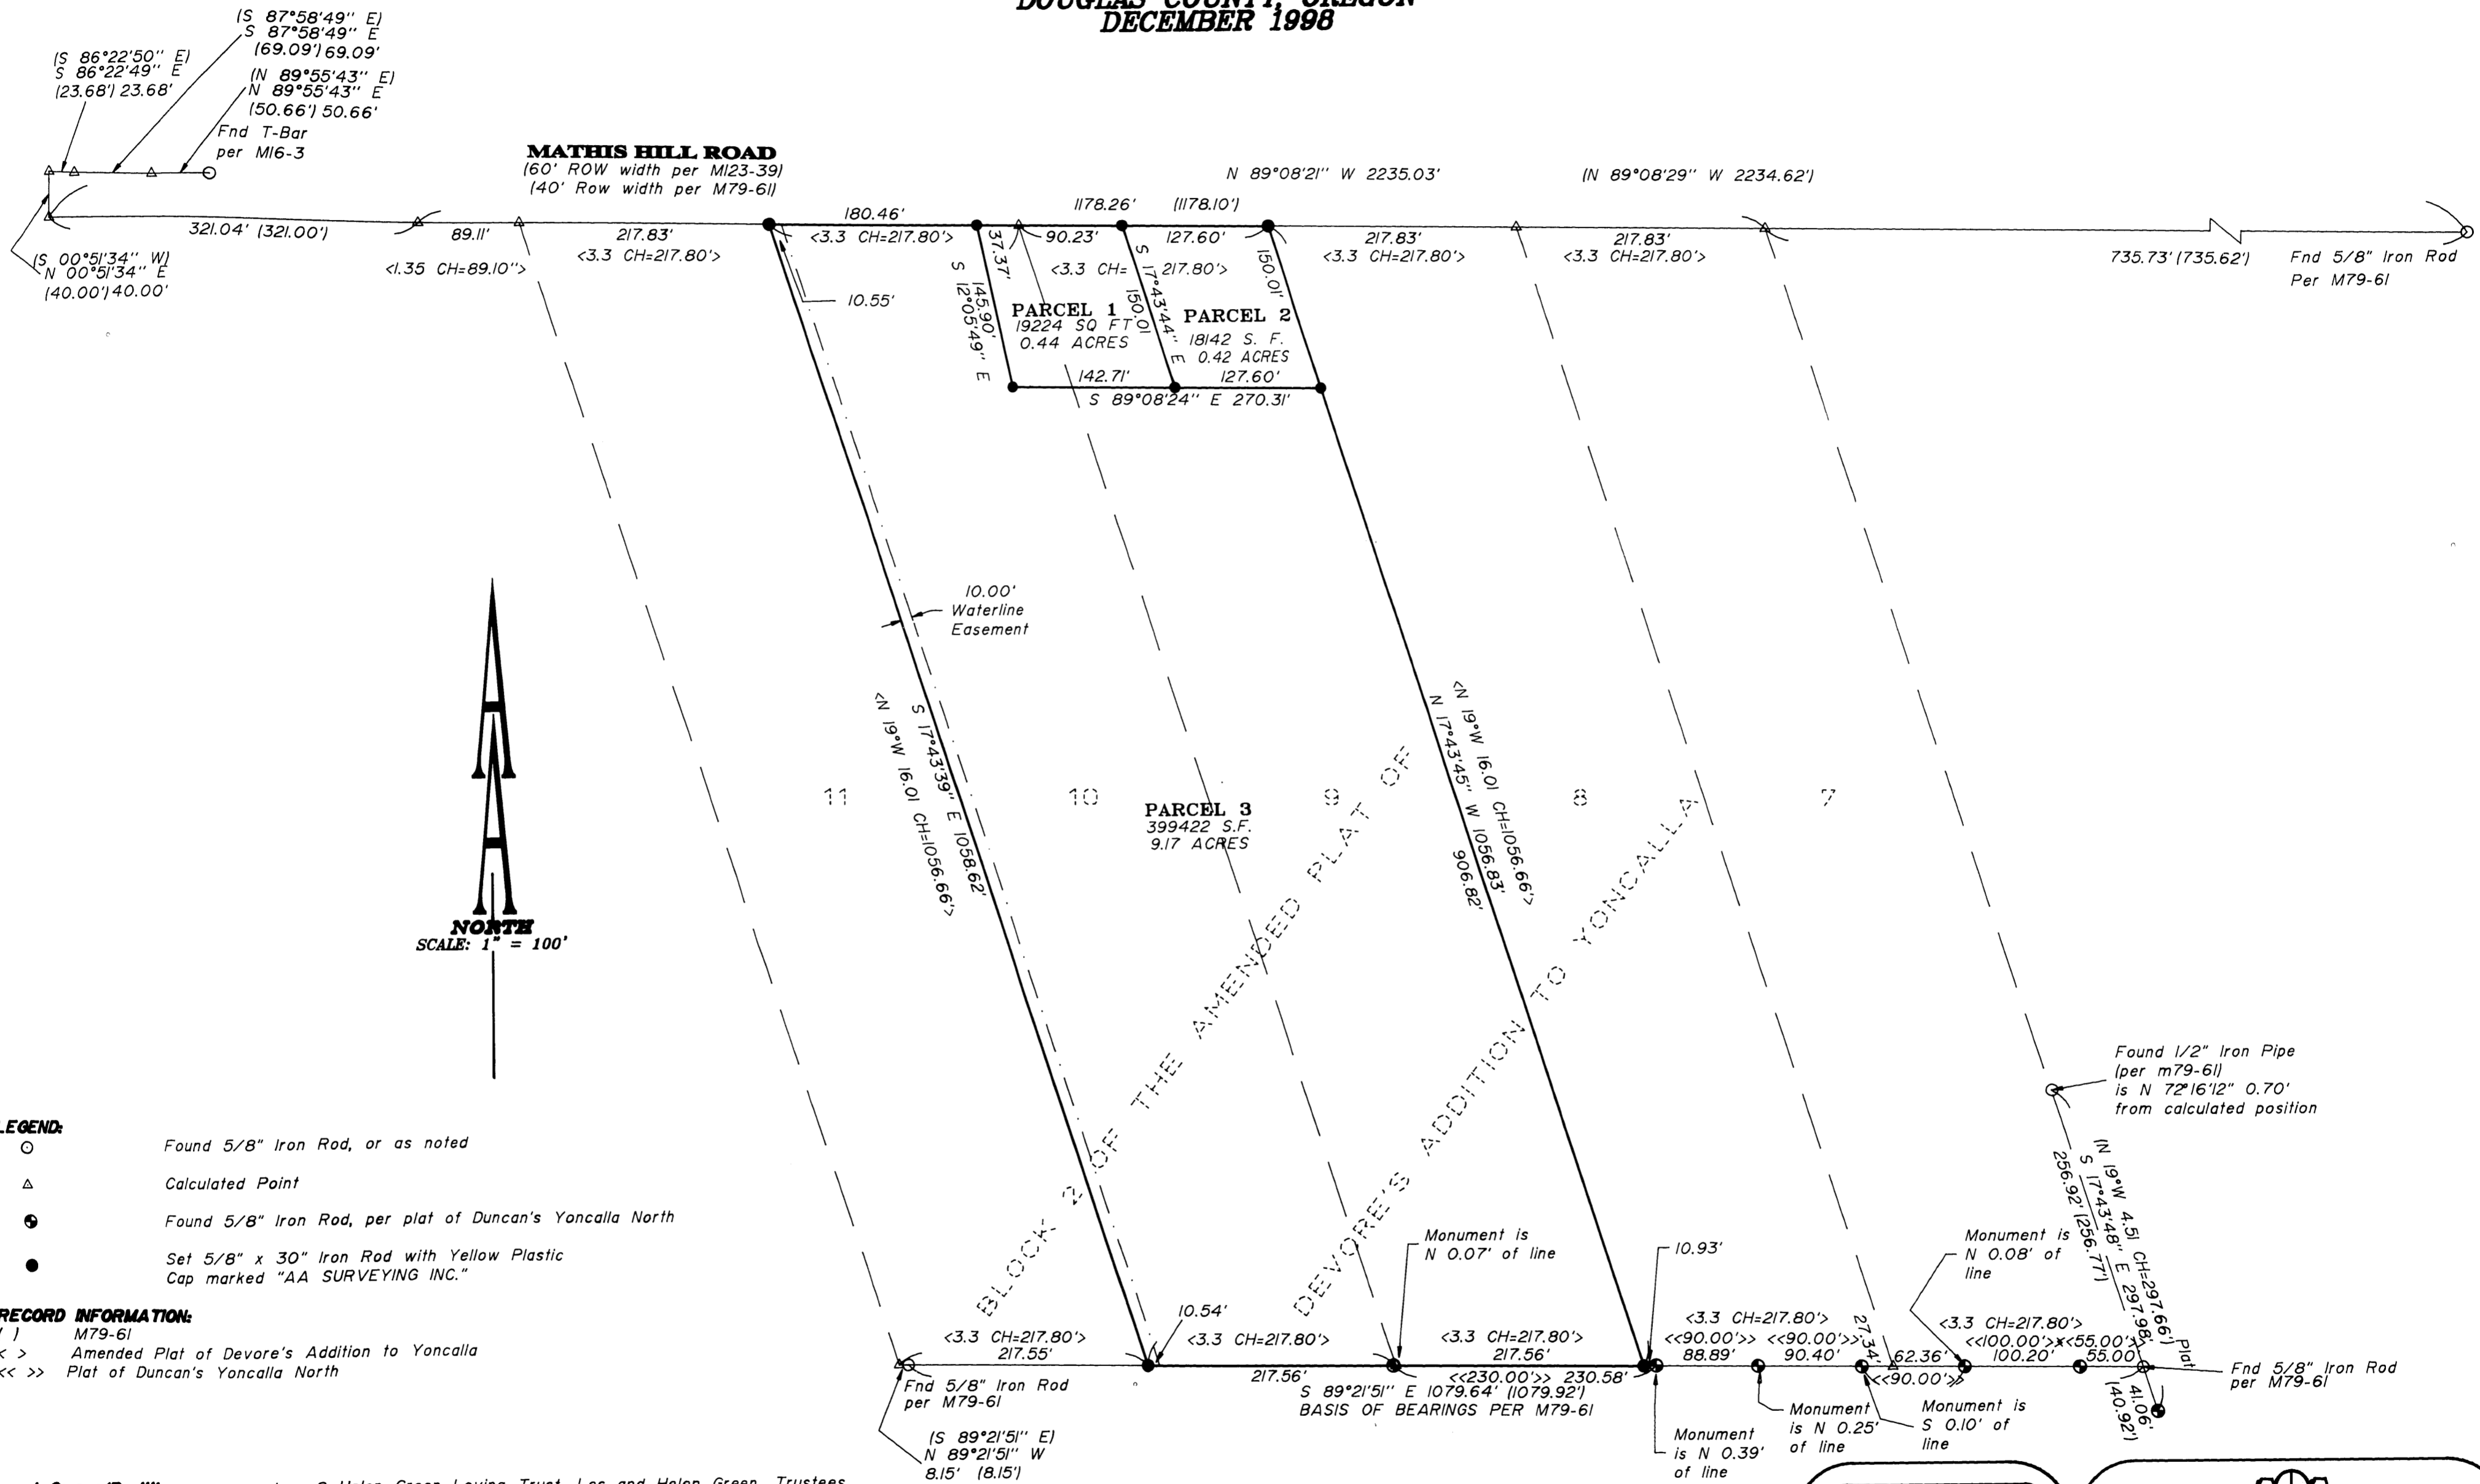 DOUGLAS COUNTY, OREGON
DECEMBER 1998
(S 87°58'49" E)
S 87°58'49" E
(69.09') 69.09'
(S 86°22'50" E)
S 86°22'49" E
(23.68') 23.68'
(N 89°55'43" E)
N 89°55'43" E
(50.66') 50.66'
Fnd T-Bar
per M16-3
MATHIS HILL ROAD
(60' ROW width per M123-39)
(40' Row width per M79-61)
N 89°08'21" W 2235.03'
(N 89°08'29" W 2234.62')
321.04' (321.00')
89.11'
<1.35 CH=89.10">
217.83'
<3.3 CH=217.80'>
180.46'
<3.3 CH=217.80'>
37.37'
1178.26' (1178.10')
90.23'
127.60'
<3.3 CH= 217.80'>
217.83'
<3.3 CH=217.80'>
217.83'
<3.3 CH=217.80'>
735.73' (735.62')
Fnd 5/8" Iron Rod
Per M79-61
(S 00°51'34" W)
N 00°51'34" E
(40.00') 40.00'
10.55'
145.90'
S 12°05'49" E
PARCEL 1
19224 SQ FT
0.44 ACRES
S 17°43'44" E
150.01
PARCEL 2
18142 S. F.
0.42 ACRES
150.01'
142.71'
127.60'
S 89°08'24" E 270.31'
10.00'
Waterline
Easement
S 17°43'39" E 1058.62'
<N 19°W 16.01 CH=1056.66'>
<N 19°W 16.01 CH=1056.66'>
N 17°43'45" W 1056.83'
906.82'
11
10
9
8
7
PARCEL 3
399422 S.F.
9.17 ACRES
BLOCK 2 OF THE AMENDED PLAT OF
DEVORE'S ADDITION TO YONCALLA
NORTH
SCALE: 1" = 100'
Found 1/2" Iron Pipe
(per m79-61)
is N 72°16'12" 0.70'
from calculated position
(N 19°W 4.51 CH=297.66') Plat
S 17°43'48" E 297.98'
256.92' (256.77')
LEGEND:
Found 5/8" Iron Rod, or as noted
Calculated Point
Found 5/8" Iron Rod, per plat of Duncan's Yoncalla North
Set 5/8" x 30" Iron Rod with Yellow Plastic
Cap marked "AA SURVEYING INC."
RECORD INFORMATION:
( ) M79-61
< > Amended Plat of Devore's Addition to Yoncalla
<< >> Plat of Duncan's Yoncalla North
Monument is
N 0.07' of line
10.93'
Monument is
N 0.08' of
line
10.54'
<3.3 CH=217.80'>
217.55'
<3.3 CH=217.80'>
217.56'
<3.3 CH=217.80'>
217.56'
<<230.00'>> 230.58'
<3.3 CH=217.80'>
<<90.00'>> <<90.00'>>
88.89' 90.40'
27.34'
62.36'
<<90.00'>>
<3.3 CH=217.80'>
<<100.00'>> <<55.00'>>
100.20' 55.00'
S 89°21'51" E 1079.64' (1079.92')
BASIS OF BEARINGS PER M79-61
Fnd 5/8" Iron Rod
per M79-61
(S 89°21'51" E)
N 89°21'51" W
8.15' (8.15')
Monument
is N 0.39'
of line
Monument
is N 0.25'
of line
Monument is
S 0.10' of
line
41.06'
(40.92')
Fnd 5/8" Iron Rod
per M79-61
Helen Green Loving Trust, Les and Helen Green, Trustees